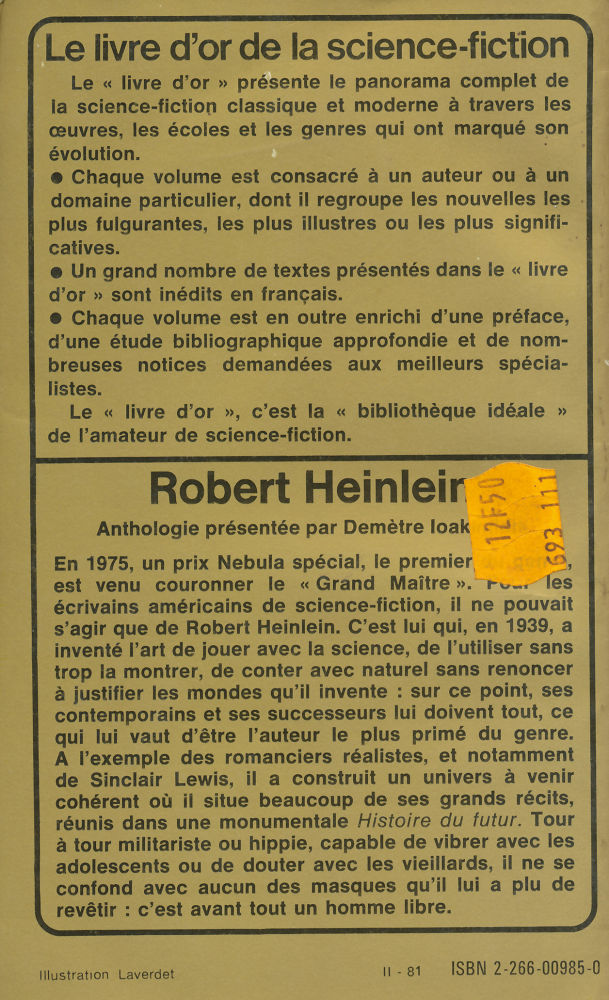 Le livre d'or de la science-fiction
Le « livre d'or » présente le panorama complet de
la science-fiction classique et moderne à travers les
œuvres, les écoles et les genres qui ont marqué son
évolution.
● Chaque volume est consacré à un auteur ou à un
domaine particulier, dont il regroupe les nouvelles les
plus fulgurantes, les plus illustres ou les plus signifi-
catives.
● Un grand nombre de textes présentés dans le « livre
d'or » sont inédits en français.
● Chaque volume est en outre enrichi d'une préface,
d'une étude bibliographique approfondie et de nom-
breuses notices demandées aux meilleurs spécia-
listes.
Le « livre d'or », c'est la « bibliothèque idéale »
de l'amateur de science-fiction.
Robert Heinlein
Anthologie présentée par Demètre Ioak
12F50
693 111
En 1975, un prix Nebula spécial, le premier
est venu couronner le « Grand Maître ». Pour les
écrivains américains de science-fiction, il ne pouvait
s'agir que de Robert Heinlein. C'est lui qui, en 1939, a
inventé l'art de jouer avec la science, de l'utiliser sans
trop la montrer, de conter avec naturel sans renoncer
à justifier les mondes qu'il invente : sur ce point, ses
contemporains et ses successeurs lui doivent tout, ce
qui lui vaut d'être l'auteur le plus primé du genre.
A l'exemple des romanciers réalistes, et notamment
de Sinclair Lewis, il a construit un univers à venir
cohérent où il situe beaucoup de ses grands récits,
réunis dans une monumentale Histoire du futur. Tour
à tour militariste ou hippie, capable de vibrer avec les
adolescents ou de douter avec les vieillards, il ne se
confond avec aucun des masques qu'il lui a plu de
revêtir : c'est avant tout un homme libre.
Illustration Laverdet
II - 81
ISBN 2-266-00985-0